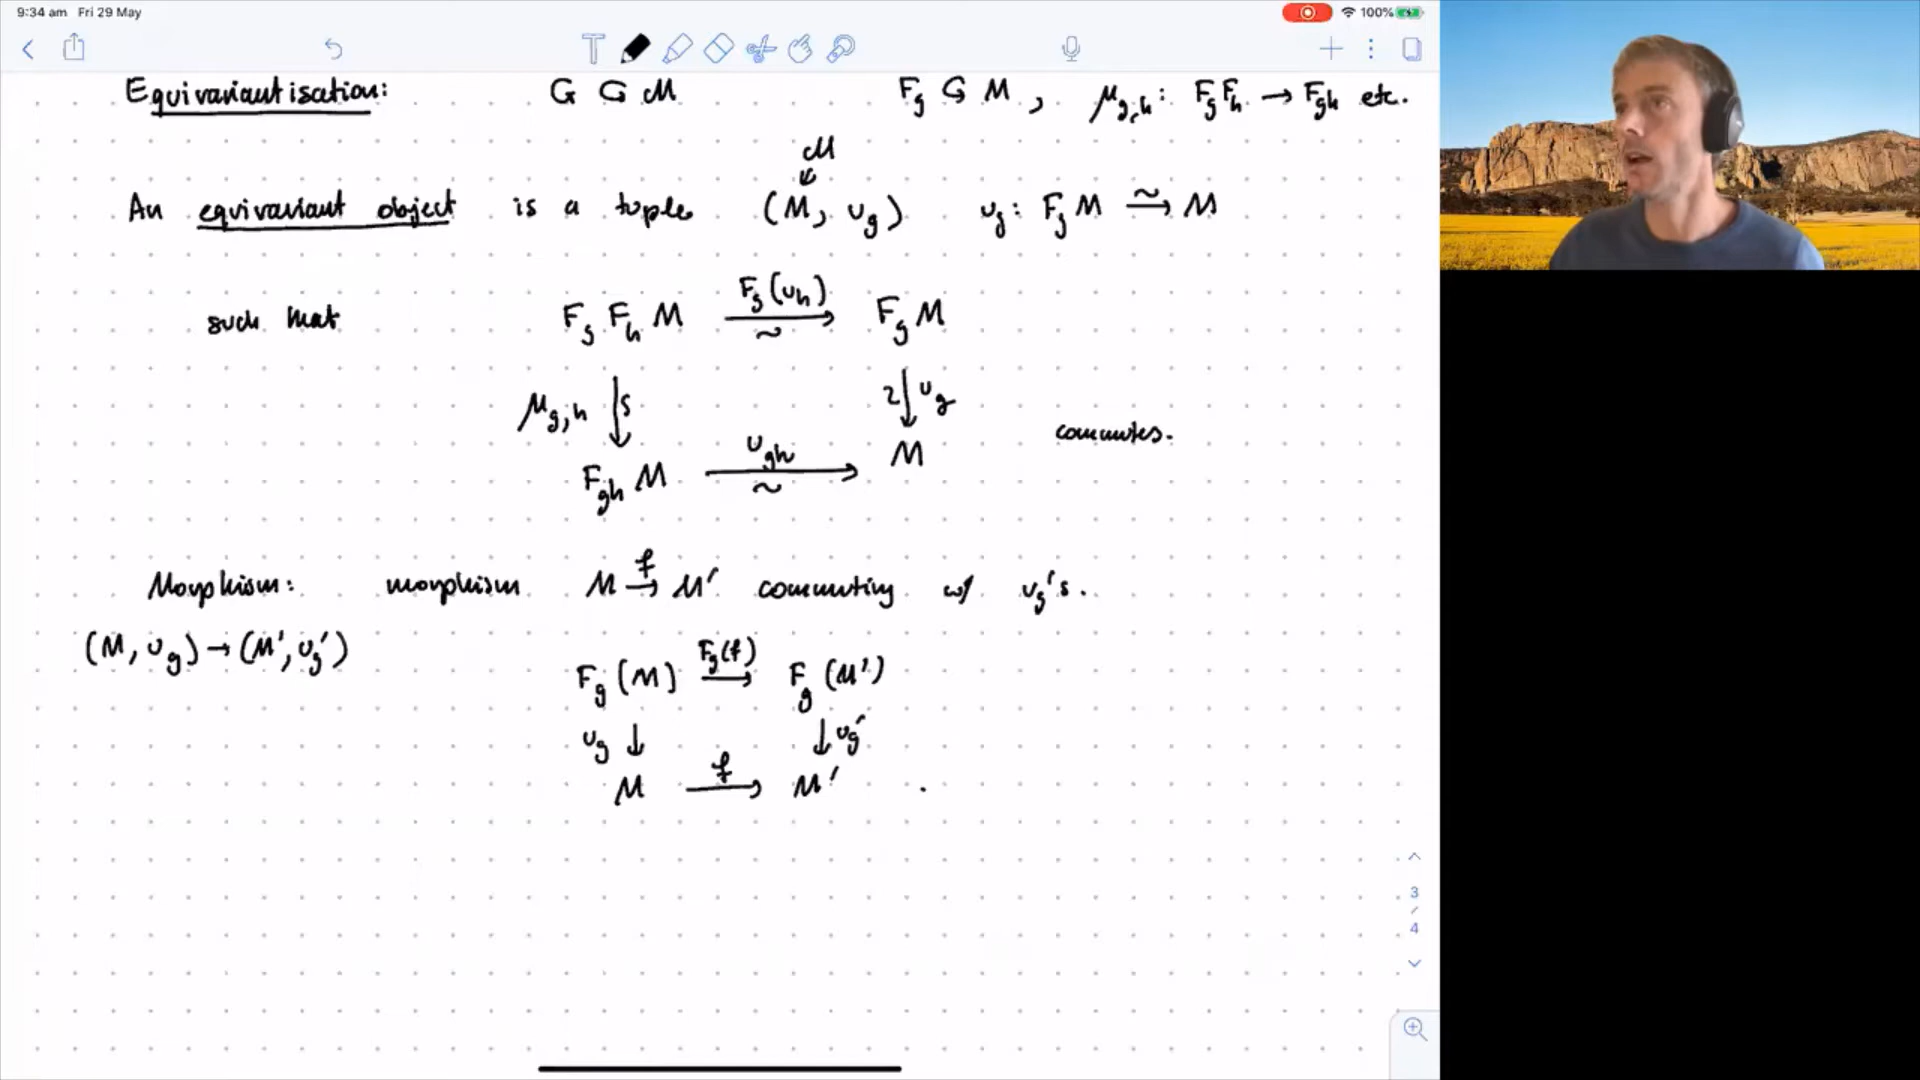 9:34 am Fri 29 May 100%
Equivariantisation: G G M F_g G M, μ_{g,h}: F_g F_h → F_{gh} etc.
M
An equivariant object is a tuple (M, u_g) u_g: F_g M ~→ M
such that F_g F_h M F_g(u_h) ~ F_g M
μ_{g,h} u_g
commutes.
F_{gh} M u_{gh} ~ M
Morphism: morphism M f→ M' commuting w/ u_g's.
(M, u_g) → (M', u_g')
F_g (M) F_g(f) → F_g (M')
u_g ↓ ↓ u_g'
M f→ M' .
3
/
4